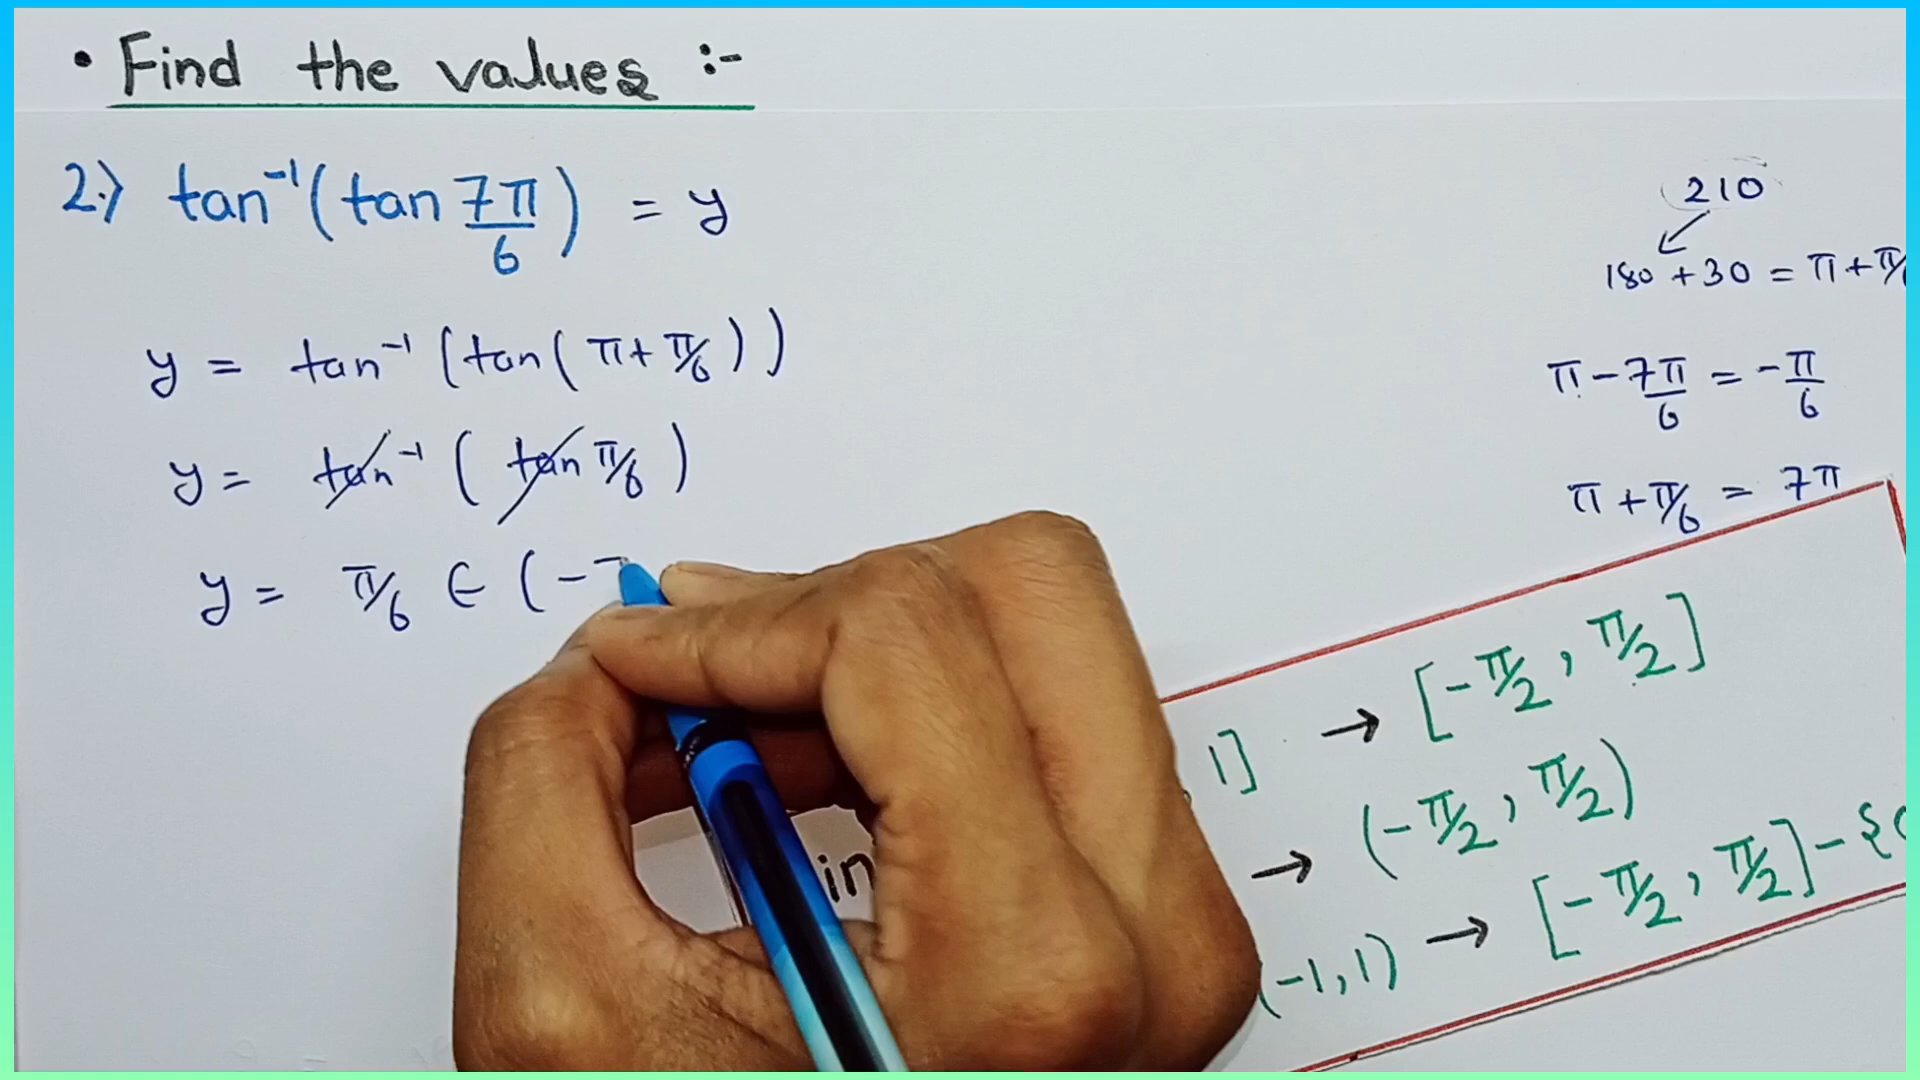 • Find the values :-
2.) tan⁻¹(tan 7π/6) = y
y = tan⁻¹(tan(π+π/6))
y = tan⁻¹(tan π/6)
y = π/6 ∈ (-
210
180+30 = π+π/
π-7π/6 = -π/6
π+π/6 = 7π
1] → [-π/2, π/2]
→ (-π/2, π/2)
(-1,1) → [-π/2, π/2]-{
in